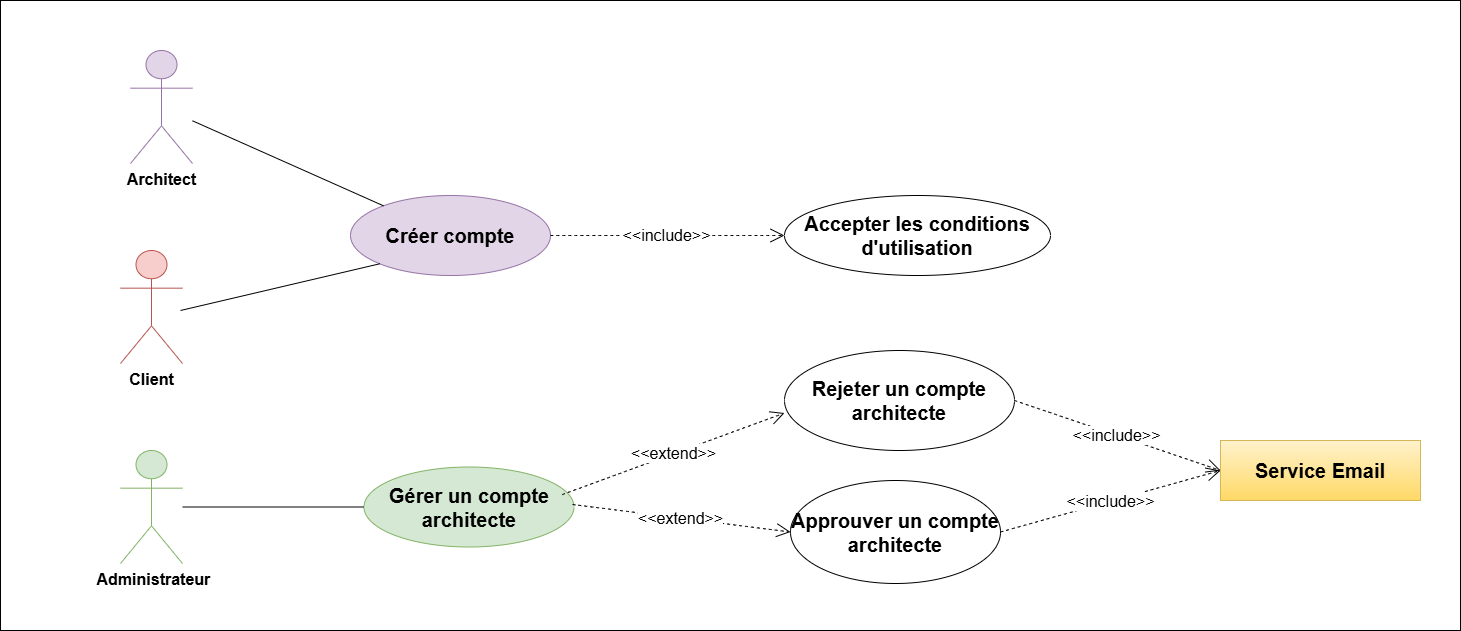 Architect
Créer compte
<<include>>
Accepter les conditions
d'utilisation
Client
Rejeter un compte
architecte
<<include>>
<<extend>>
Service Email
Gérer un compte
architecte
<<extend>>
<<include>>
Approuver un compte
architecte
Administrateur